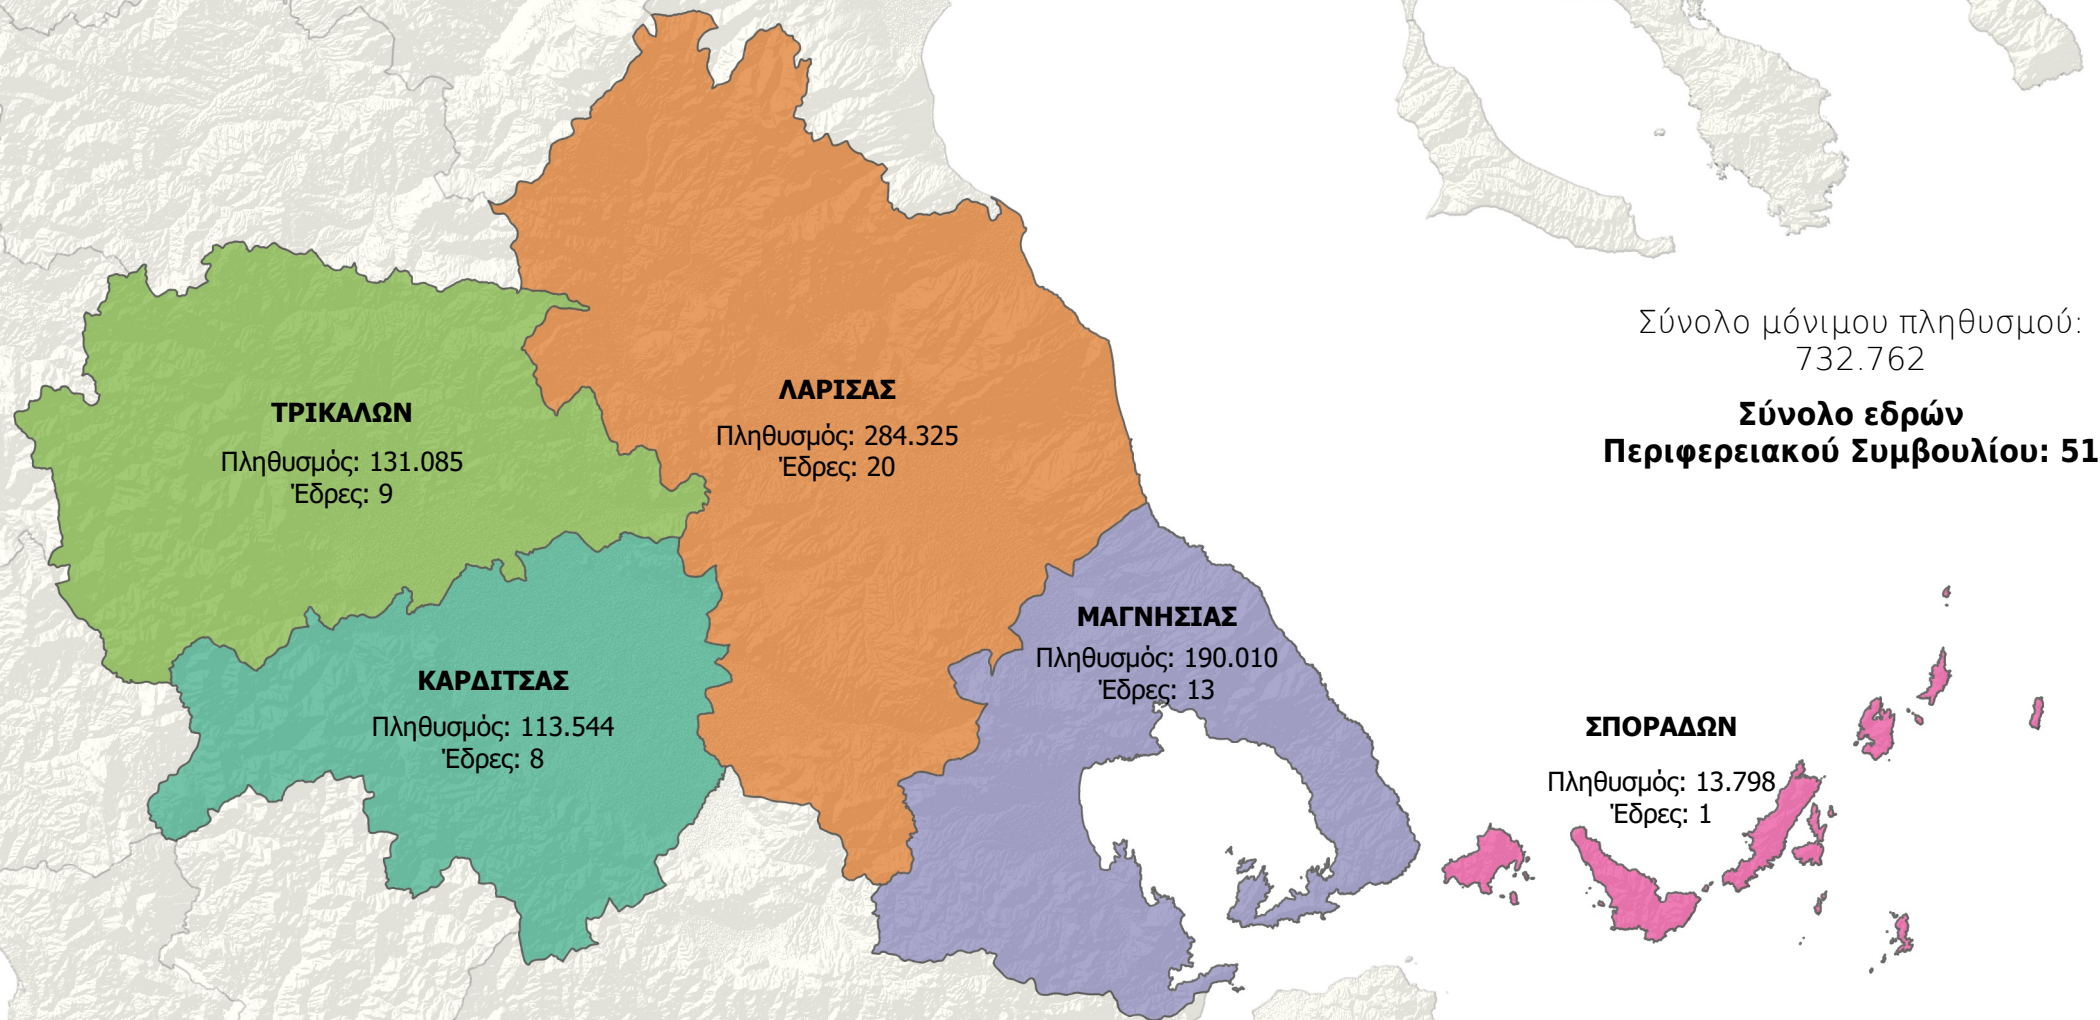 Σύνολο μόνιμου πληθυσμού:
732.762
Σύνολο εδρών
Περιφερειακού Συμβουλίου: 51
ΛΑΡΙΣΑΣ
Πληθυσμός: 284.325
Έδρες: 20
ΤΡΙΚΑΛΩΝ
Πληθυσμός: 131.085
Έδρες: 9
ΜΑΓΝΗΣΙΑΣ
Πληθυσμός: 190.010
Έδρες: 13
ΚΑΡΔΙΤΣΑΣ
Πληθυσμός: 113.544
Έδρες: 8
ΣΠΟΡΑΔΩΝ
Πληθυσμός: 13.798
Έδρες: 1